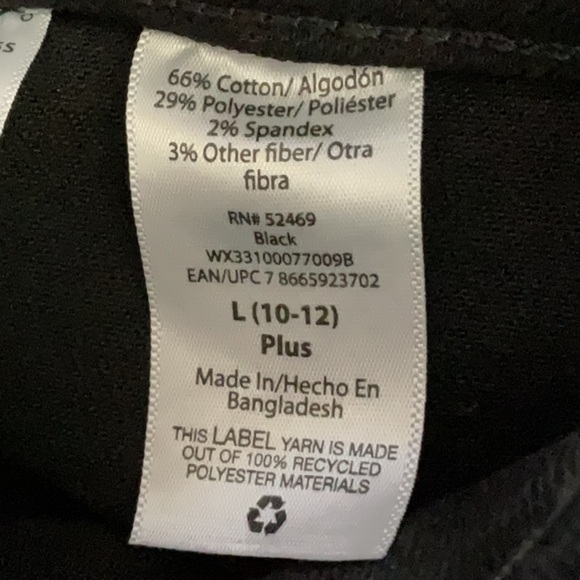 66% Cotton/ Algodón
29% Polyester/ Poliéster
2% Spandex
3% Other fiber/ Otra
fibra
RN# 52469
Black
WX33100077009B
EAN/UPC 7 8665923702
L (10-12)
Plus
Made In/Hecho En
Bangladesh
THIS LABEL YARN IS MADE
OUT OF 100% RECYCLED
POLYESTER MATERIALS